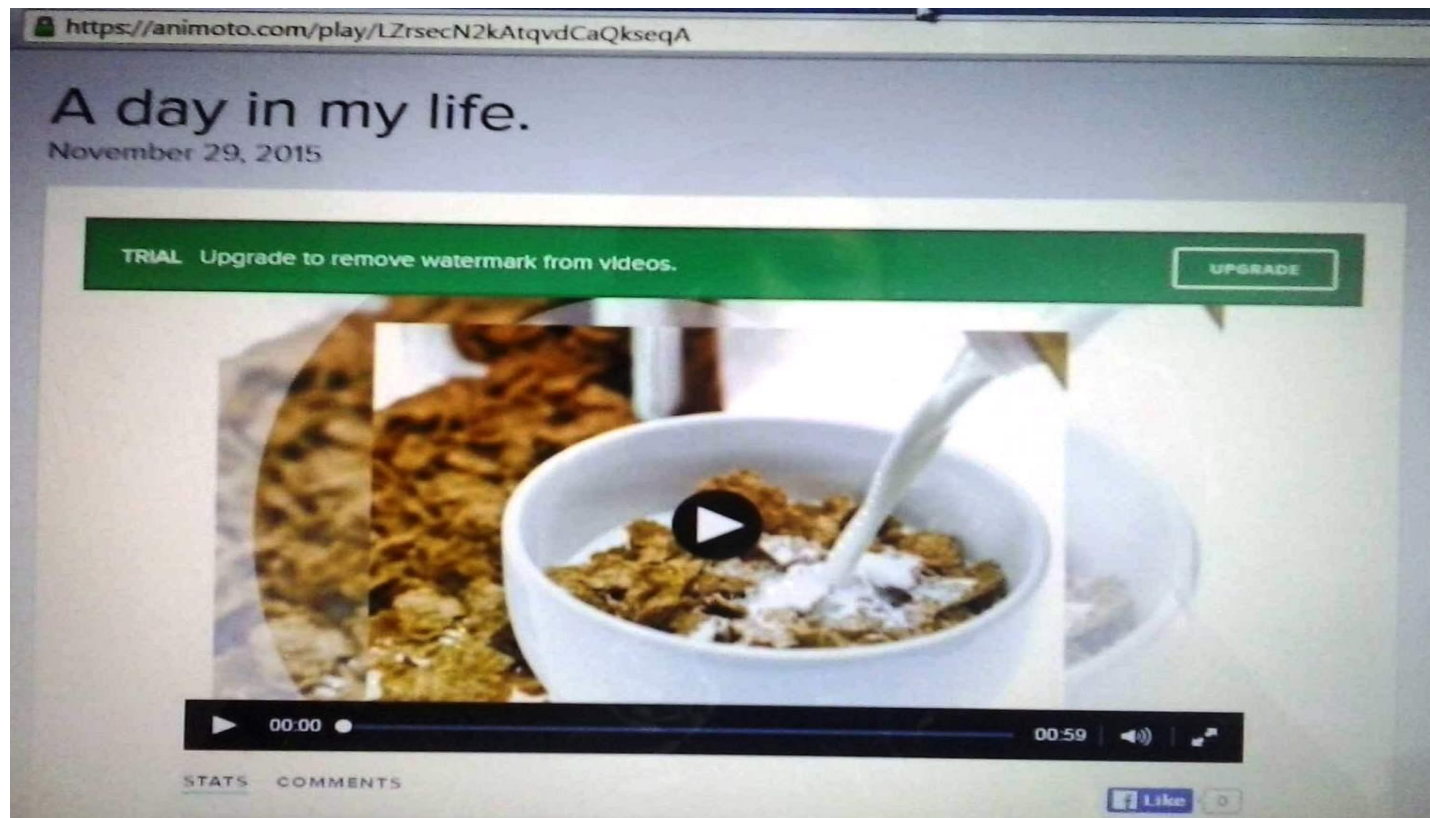 https://animoto.com/play/LZrsecN2kAtqvdCaQkseqA
A day in my life.
November 29, 2015
TRIAL Upgrade to remove watermark from videos. UPGRADE
00:00 00:59
STATS COMMENTS
f Like 0